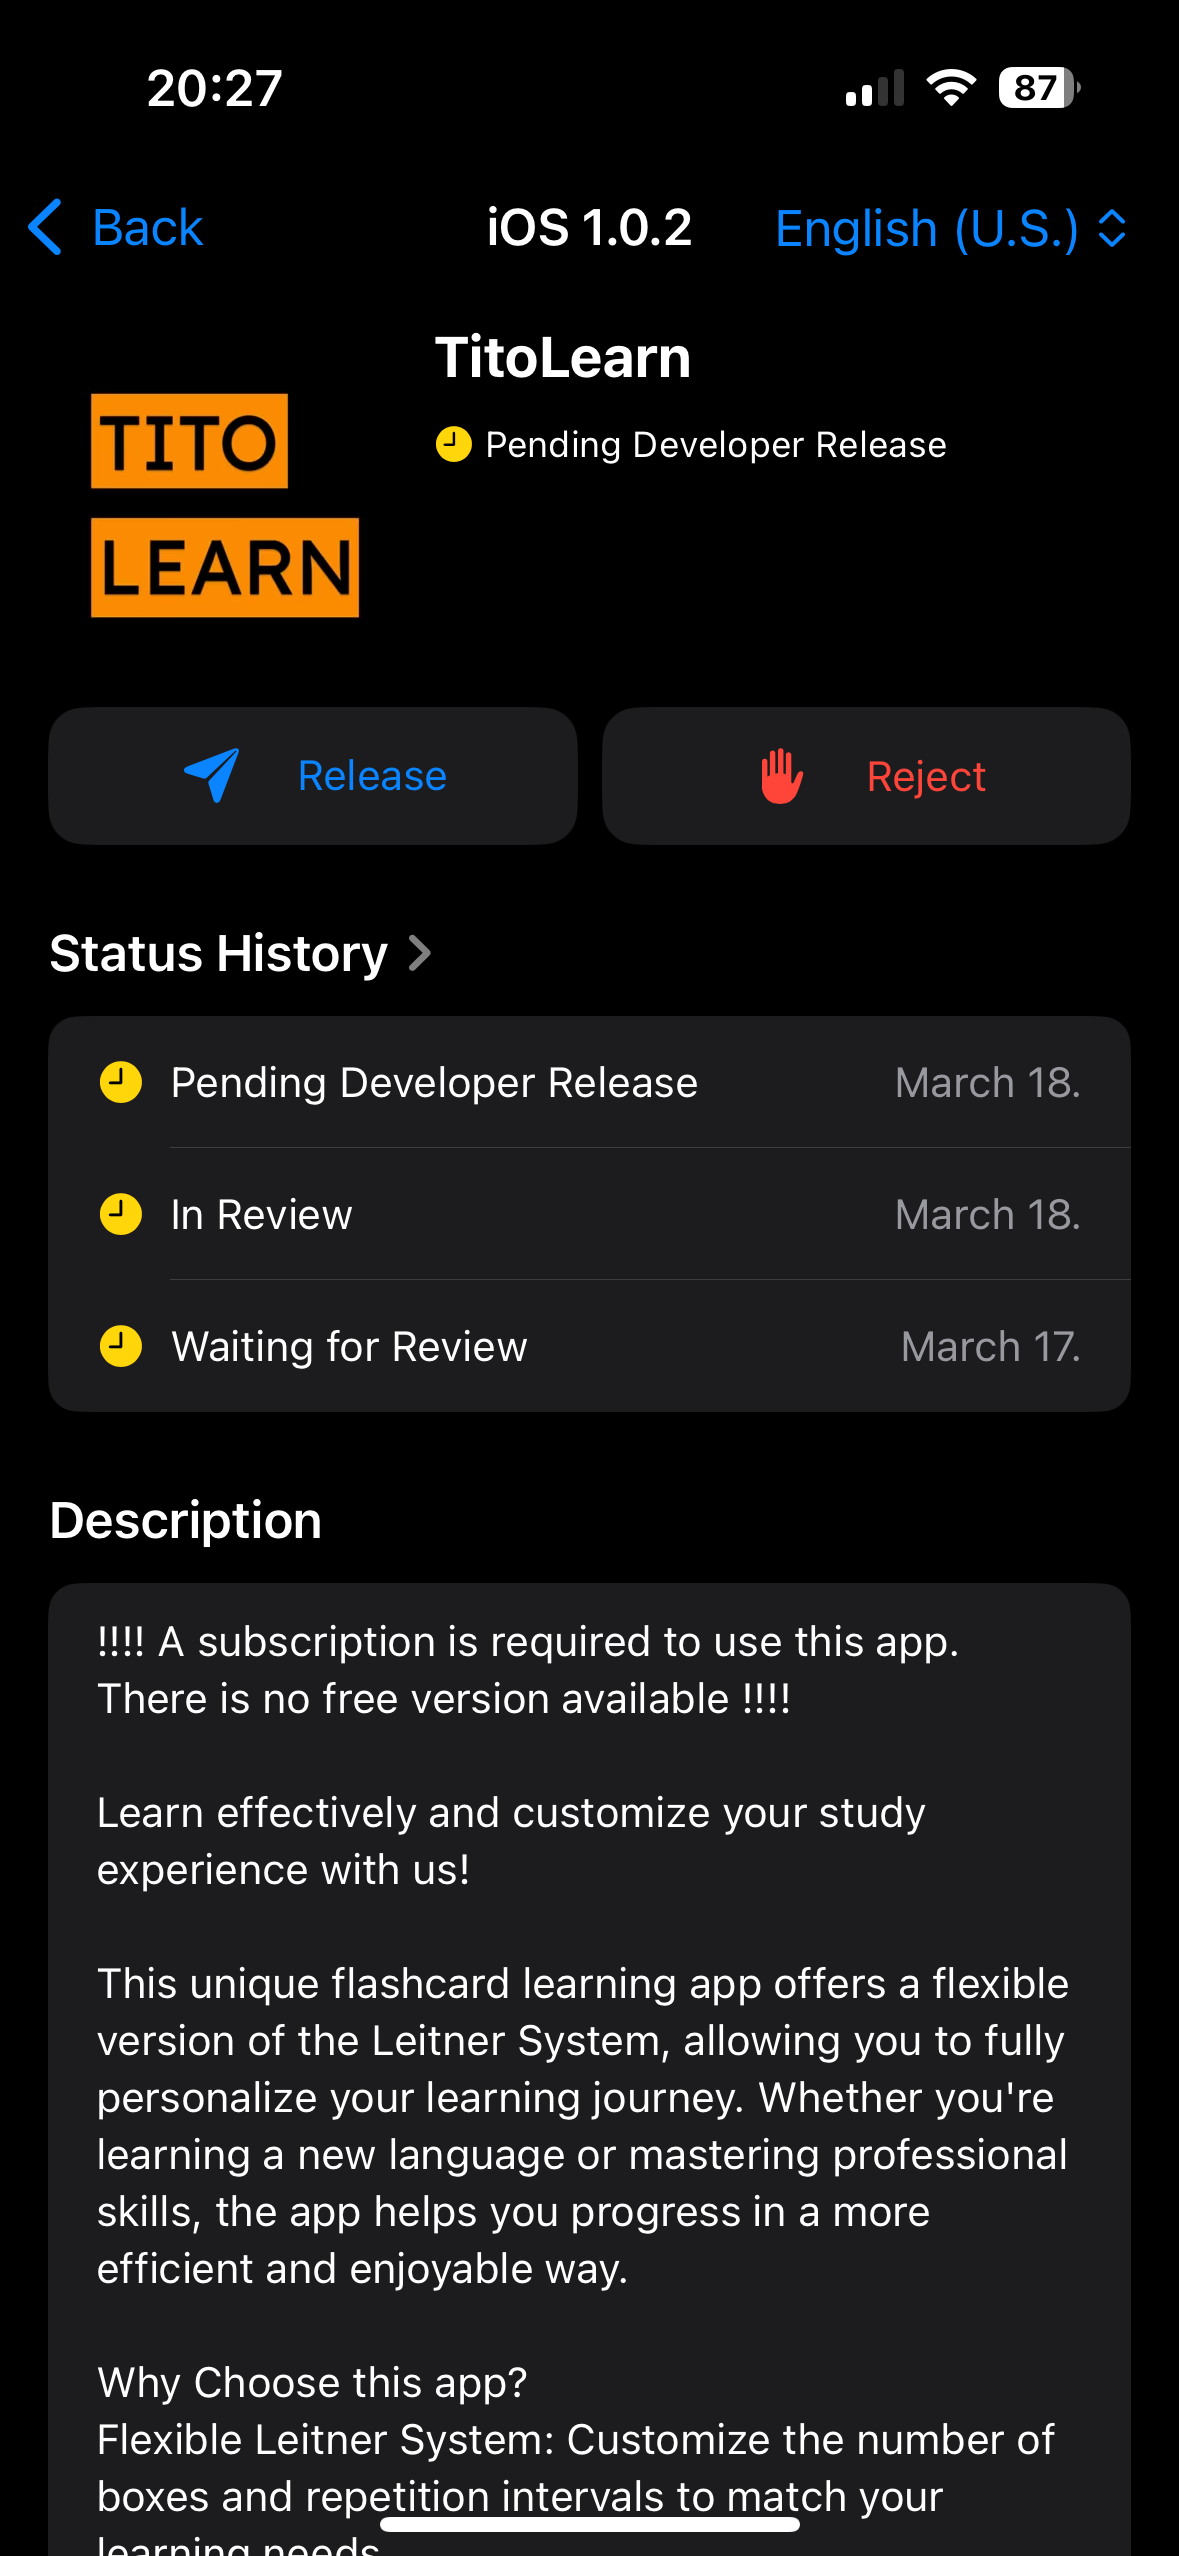 20:27
87
Back
iOS 1.0.2
English (U.S.)
TitoLearn
TITO
LEARN
Pending Developer Release
Release
Reject
Status History
Pending Developer Release March 18.
In Review March 18.
Waiting for Review March 17.
Description
!!!! A subscription is required to use this app.
There is no free version available !!!!
Learn effectively and customize your study
experience with us!
This unique flashcard learning app offers a flexible
version of the Leitner System, allowing you to fully
personalize your learning journey. Whether you're
learning a new language or mastering professional
skills, the app helps you progress in a more
efficient and enjoyable way.
Why Choose this app?
Flexible Leitner System: Customize the number of
boxes and repetition intervals to match your
learning needs